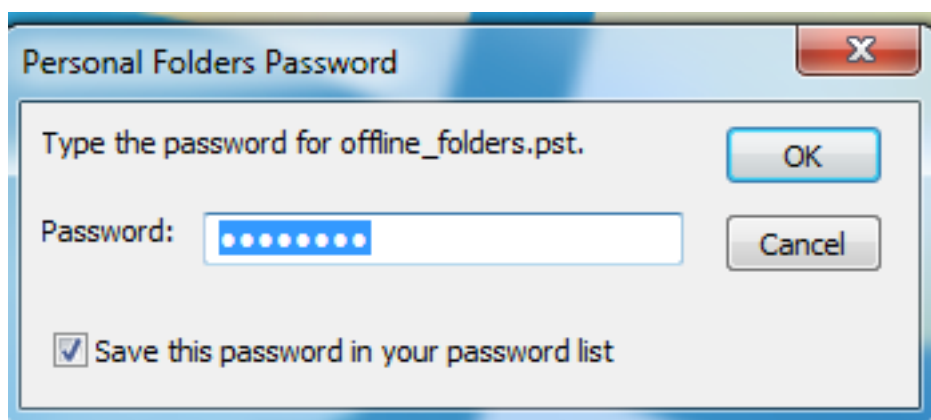 Personal Folders Password
Type the password for offline_folders.pst.
OK
Password: ●●●●●●●●
Cancel
Save this password in your password list